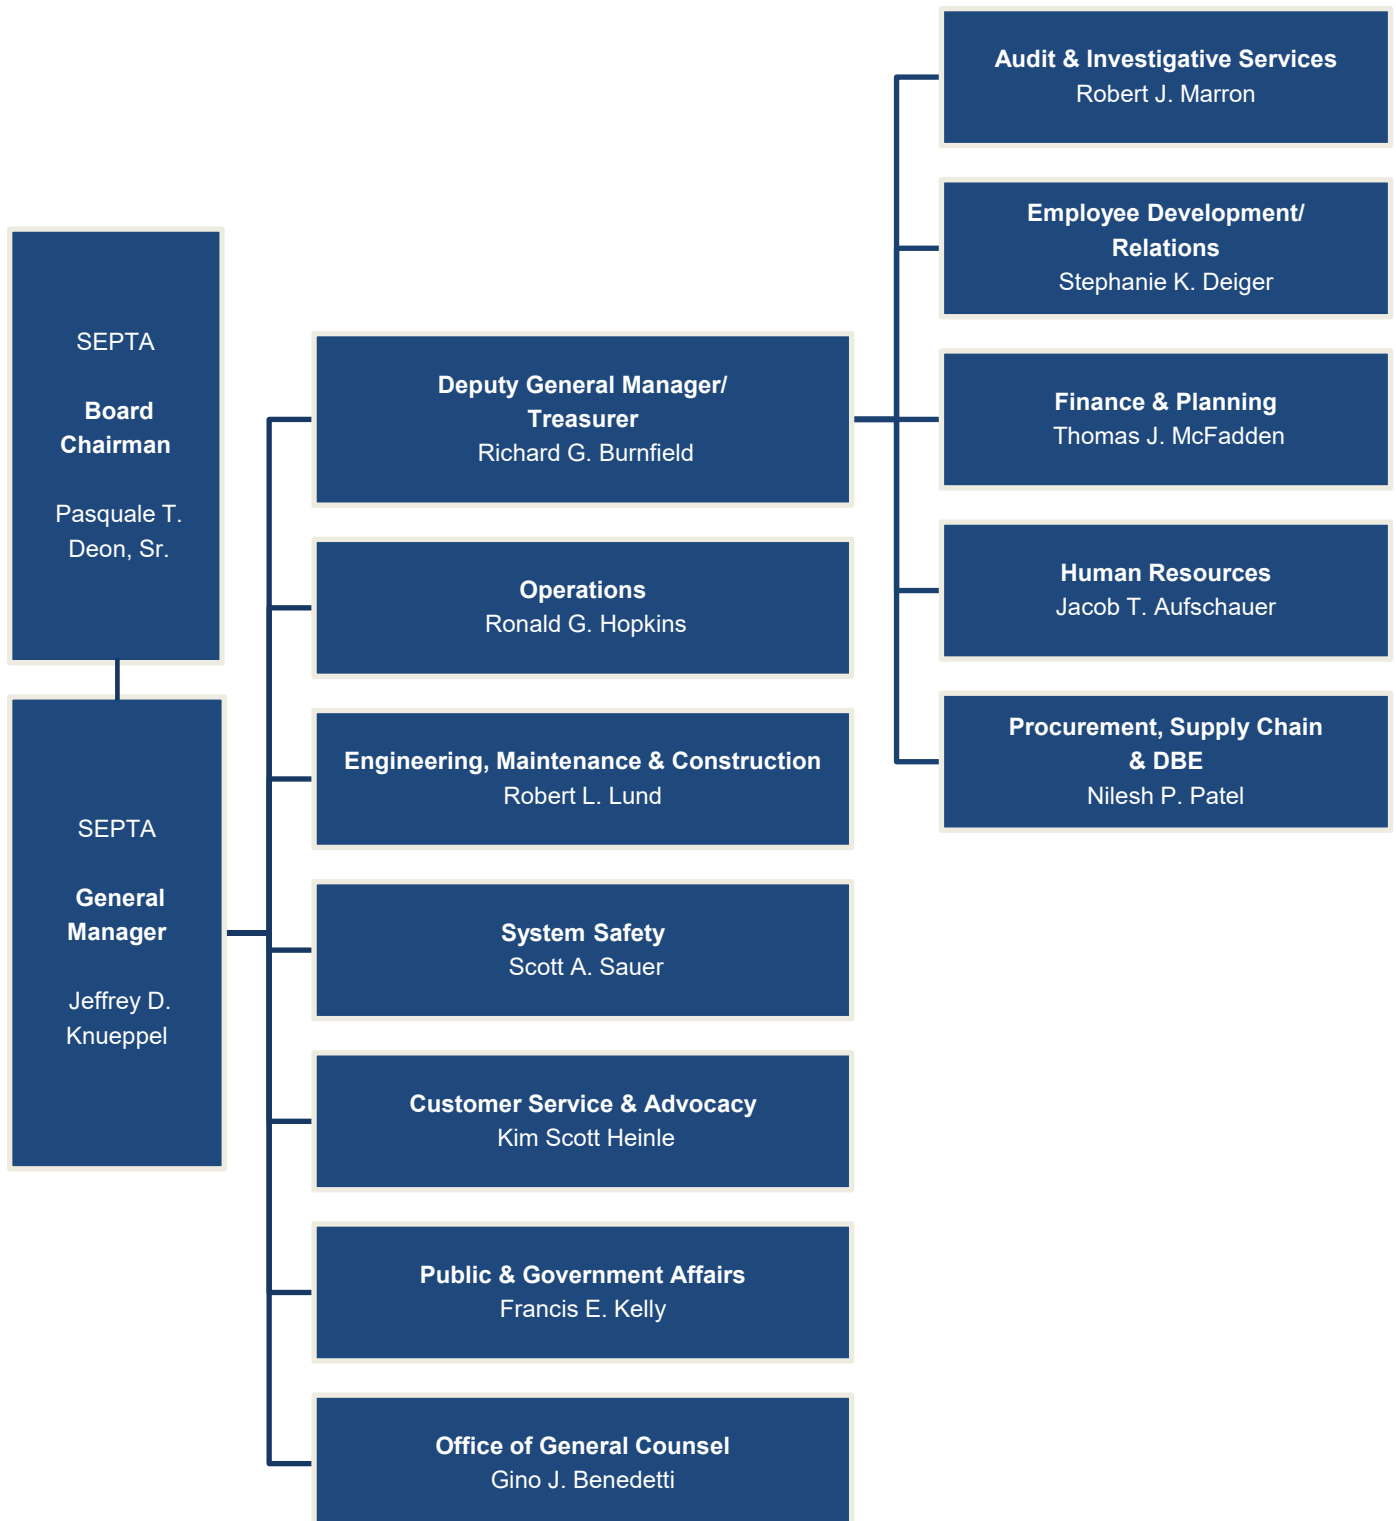 SEPTA
Board
Chairman
Pasquale T.
Deon, Sr.
SEPTA
General
Manager
Jeffrey D.
Knueppel
Deputy General Manager/
Treasurer
Richard G. Burnfield
Operations
Ronald G. Hopkins
Engineering, Maintenance & Construction
Robert L. Lund
System Safety
Scott A. Sauer
Customer Service & Advocacy
Kim Scott Heinle
Public & Government Affairs
Francis E. Kelly
Office of General Counsel
Gino J. Benedetti
Audit & Investigative Services
Robert J. Marron
Employee Development/
Relations
Stephanie K. Deiger
Finance & Planning
Thomas J. McFadden
Human Resources
Jacob T. Aufschauer
Procurement, Supply Chain
& DBE
Nilesh P. Patel